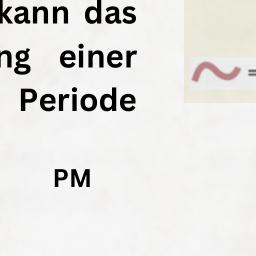 kann das
ng einer
Periode
PM
=